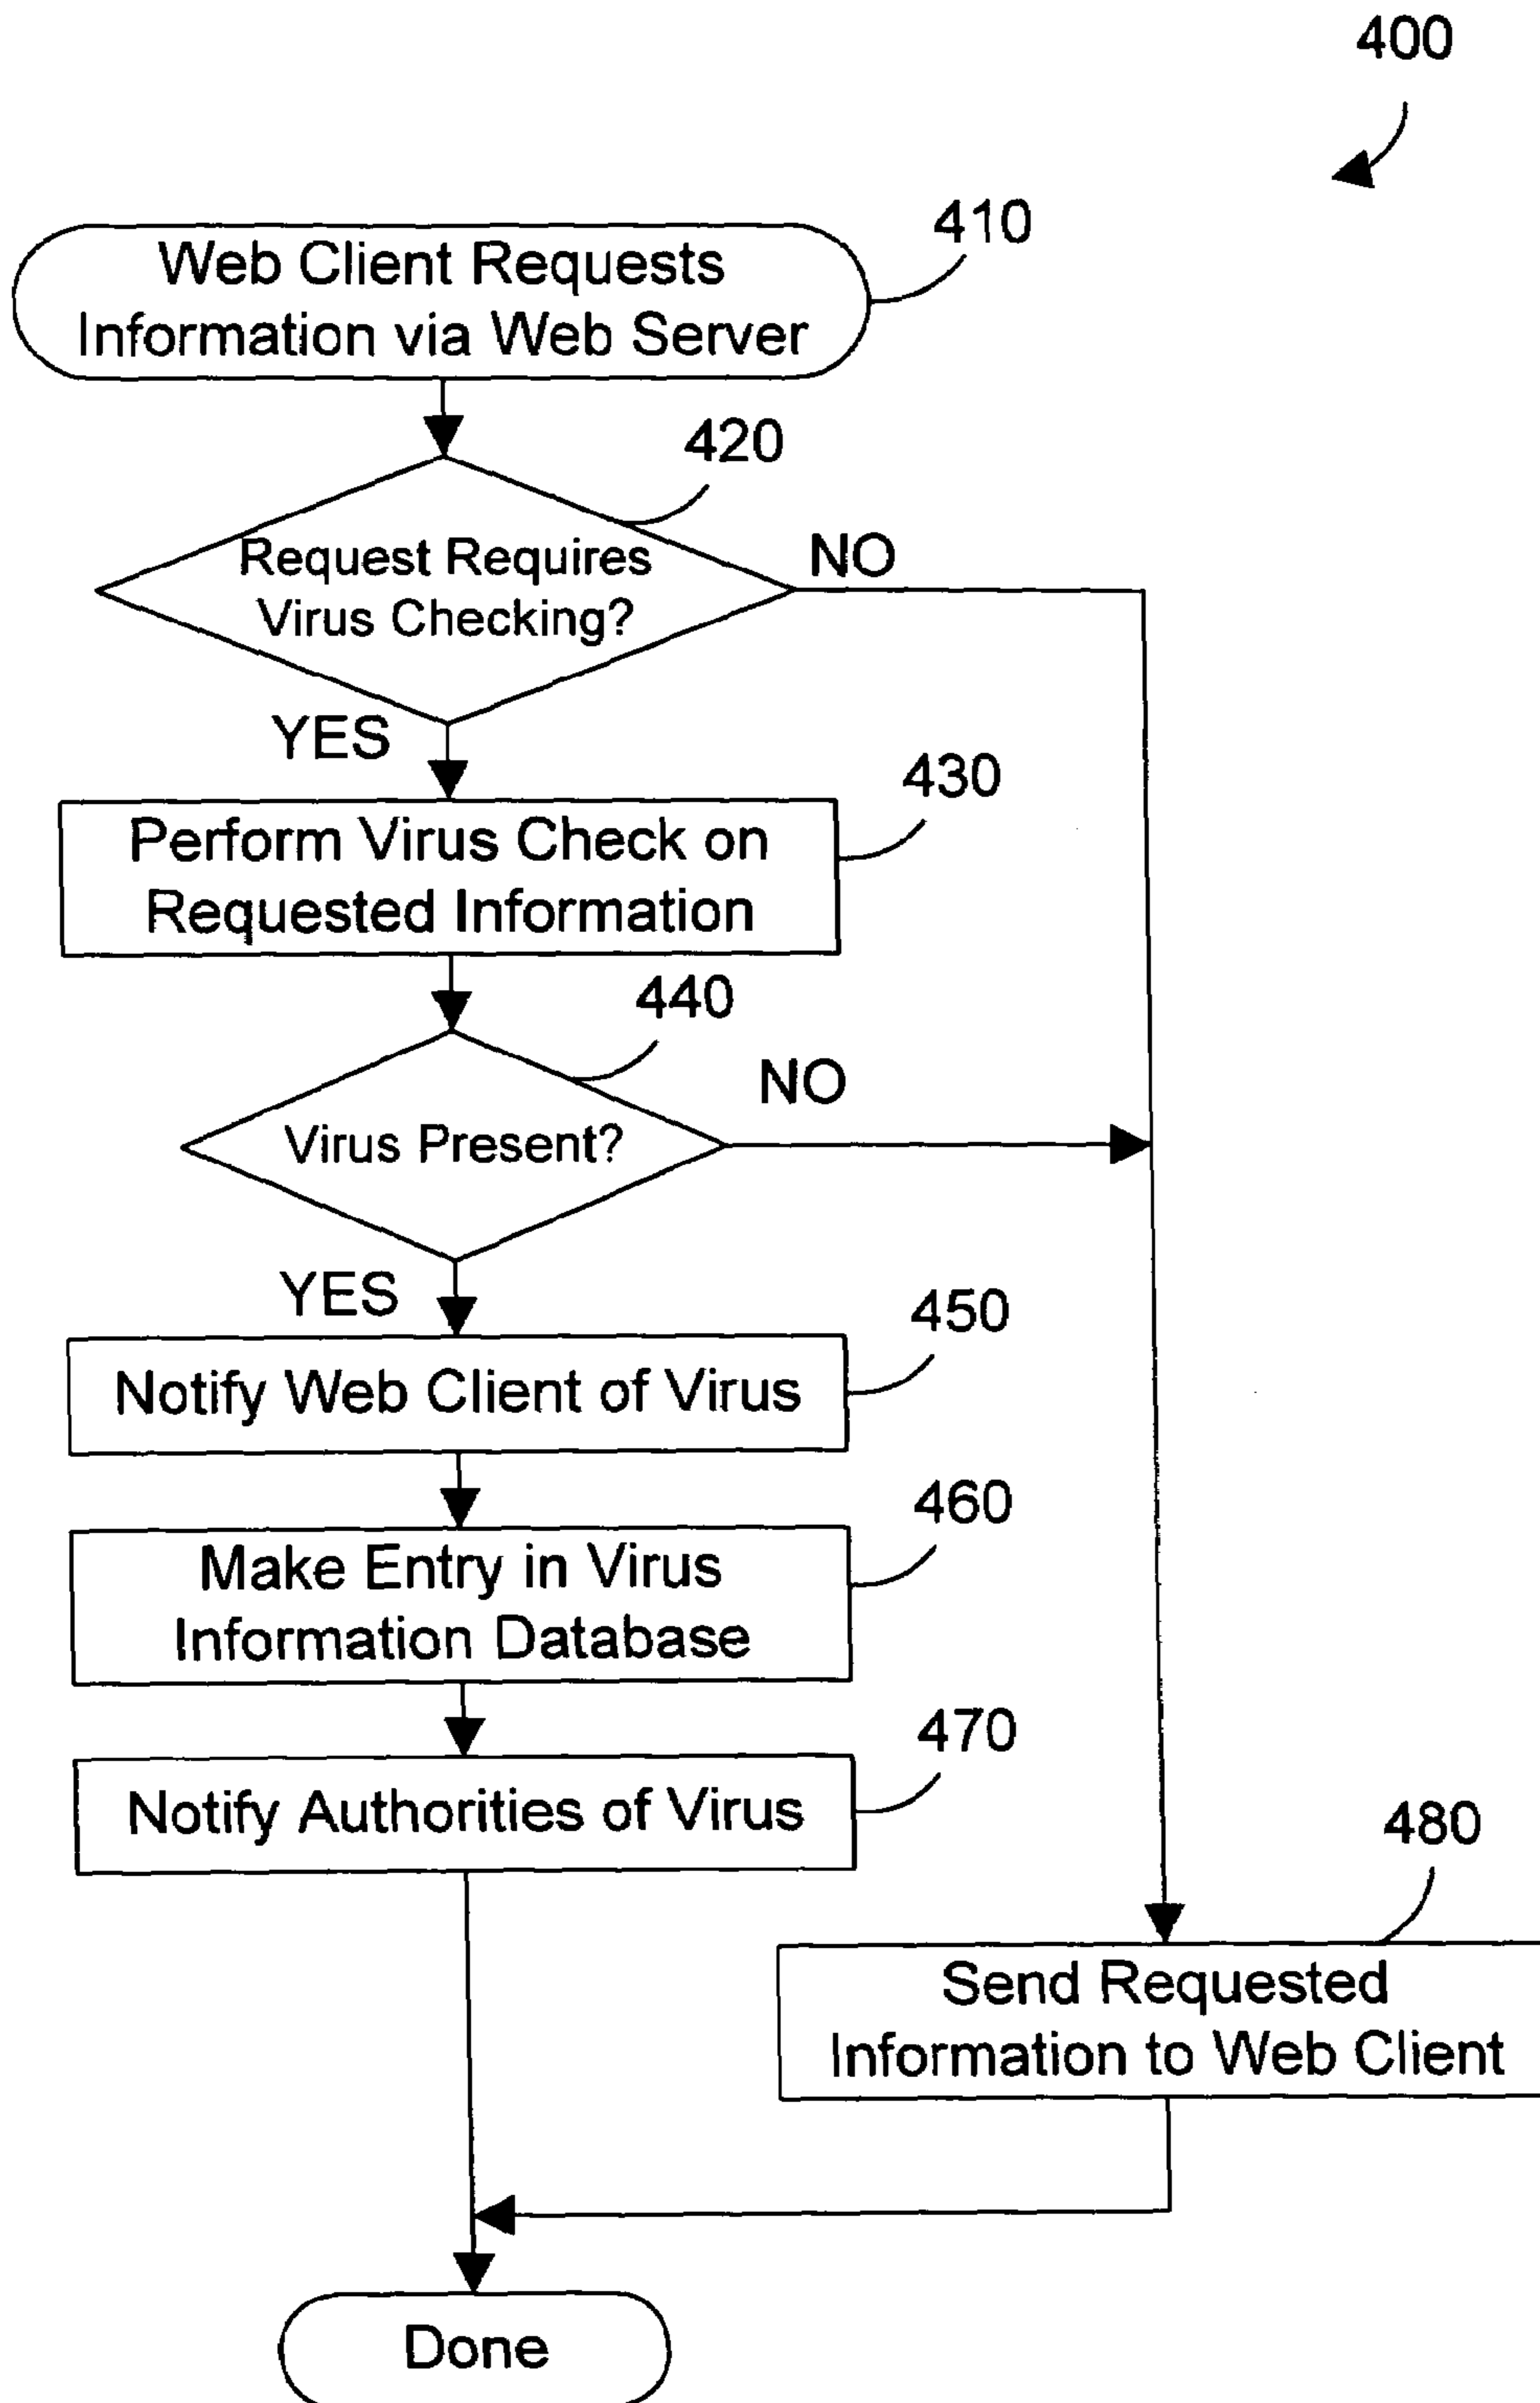 400
410
Web Client Requests
Information via Web Server
420
Request Requires
Virus Checking?
NO
YES
430
Perform Virus Check on
Requested Information
440
NO
Virus Present?
YES
450
Notify Web Client of Virus
460
Make Entry in Virus
Information Database
470
Notify Authorities of Virus
480
Send Requested
Information to Web Client
Done